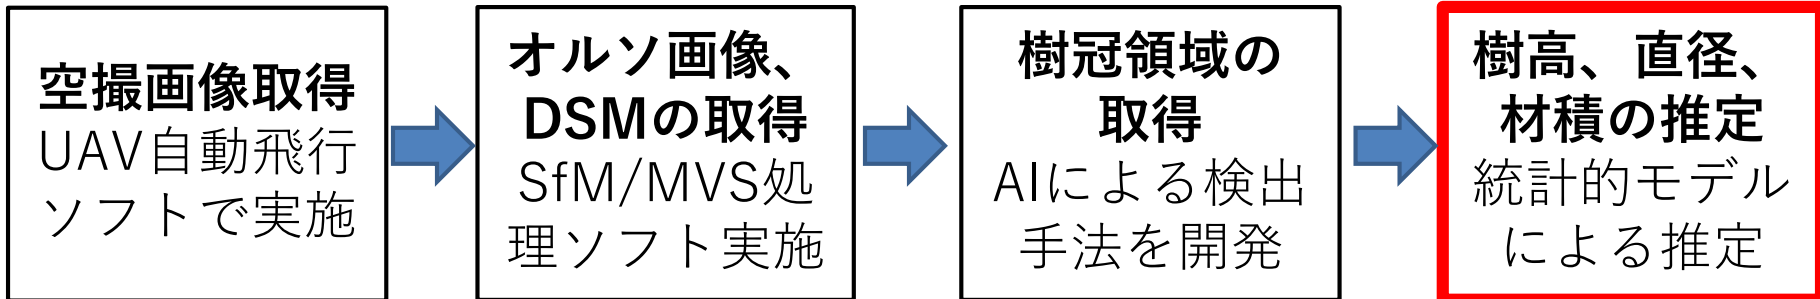 空撮画像取得
UAV自動飛行
ソフトで実施
オルソ画像、
DSMの取得
SfM/MVS処
理ソフト実施
樹冠領域の
取得
AIによる検出
手法を開発
樹高、直径、
材積の推定
統計的モデル
による推定